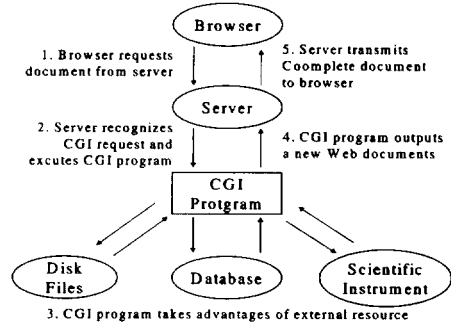 Browser
1. Browser requests
document from server
5. Server transmits
Coomplete document
to browser
Server
2. Server recognizes
CGI request and
excutes CGI program
4. CGI program outputs
a new Web documents
CGI
Protgram
Disk
Files
Database
Scientific
Instrument
3. CGI program takes advantages of external resource